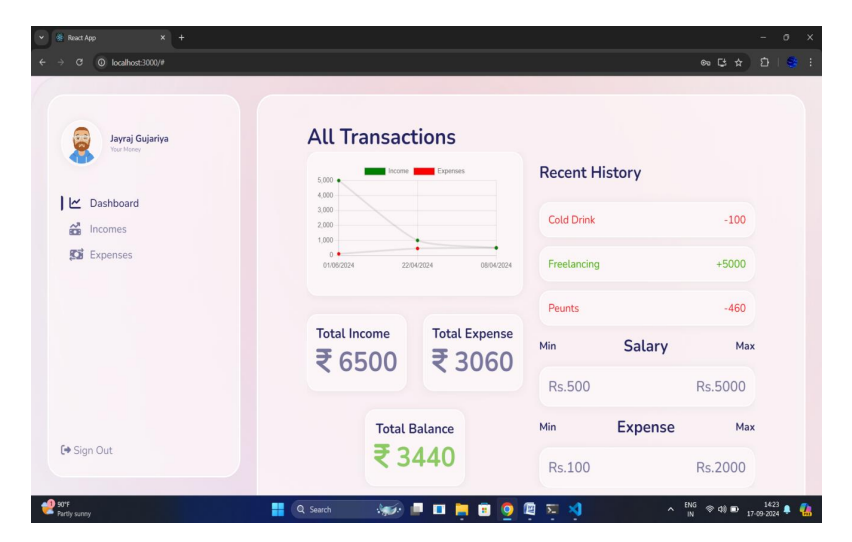 React App
localhost:3000/#
Jayraj Gujariya
Your Money
Dashboard
Incomes
Expenses
Sign Out
All Transactions
Income Expenses
5,000
4,000
3,000
2,000
1,000
0
01/06/2024 22/04/2024 08/04/2024
Total Income
₹ 6500
Total Expense
₹ 3060
Total Balance
₹ 3440
Recent History
Cold Drink -100
Freelancing +5000
Peunts -460
Min Salary Max
Rs.500 Rs.5000
Min Expense Max
Rs.100 Rs.2000
90°F
Partly sunny
Search
ENG
IN
1423
17-09-2024